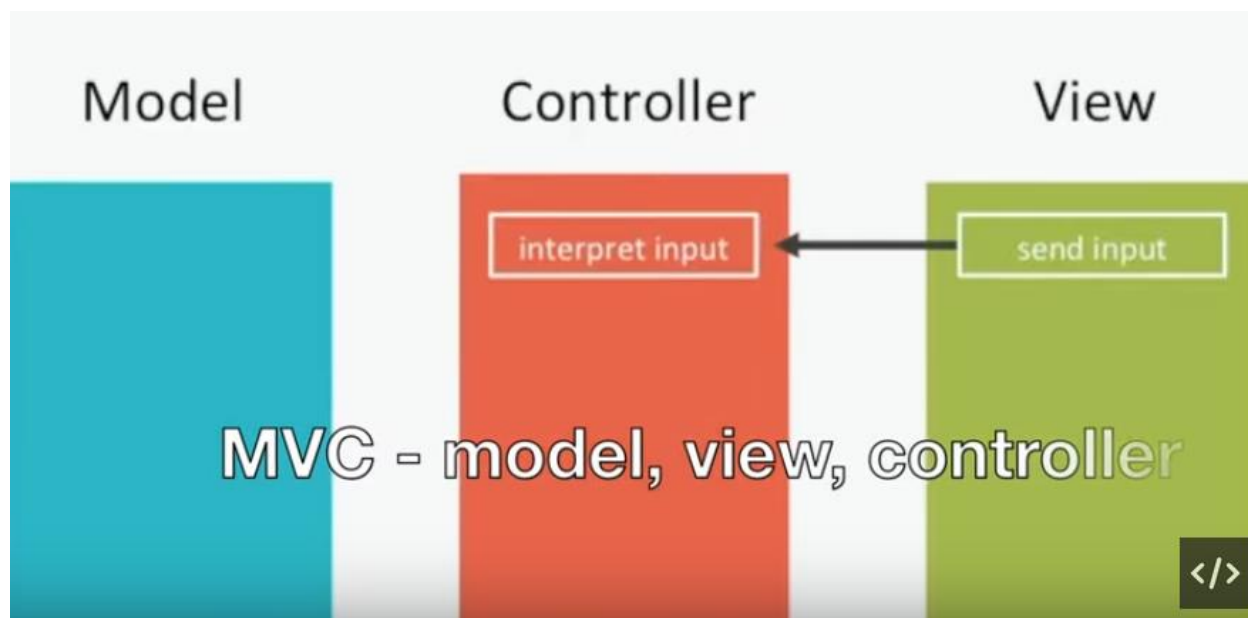 Model Controller View
interpret input send input
MVC - model, view, controller
</>